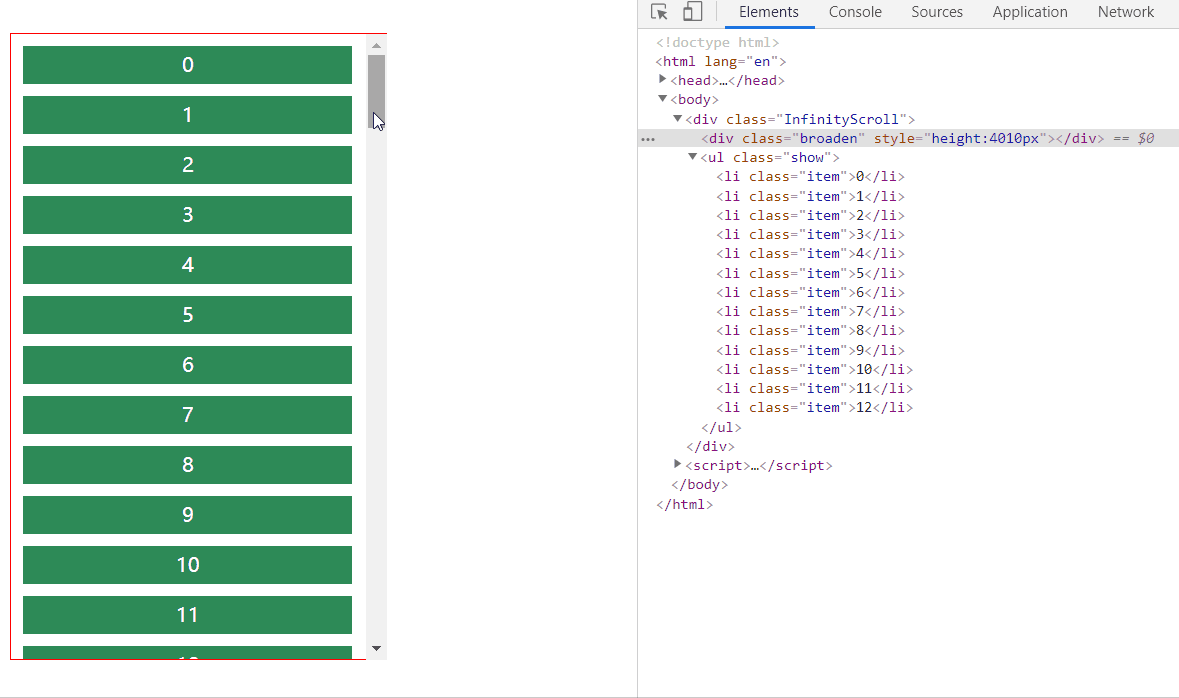 0
1
2
3
4
5
6
7
8
9
10
11
12
Elements Console Sources Application Network
<!doctype html>
<html lang="en">
<head>…</head>
<body>
<div class="InfinityScroll">
<div class="broaden" style="height:4010px"></div> == $0
<ul class="show">
<li class="item">0</li>
<li class="item">1</li>
<li class="item">2</li>
<li class="item">3</li>
<li class="item">4</li>
<li class="item">5</li>
<li class="item">6</li>
<li class="item">7</li>
<li class="item">8</li>
<li class="item">9</li>
<li class="item">10</li>
<li class="item">11</li>
<li class="item">12</li>
</ul>
</div>
<script>…</script>
</body>
</html>